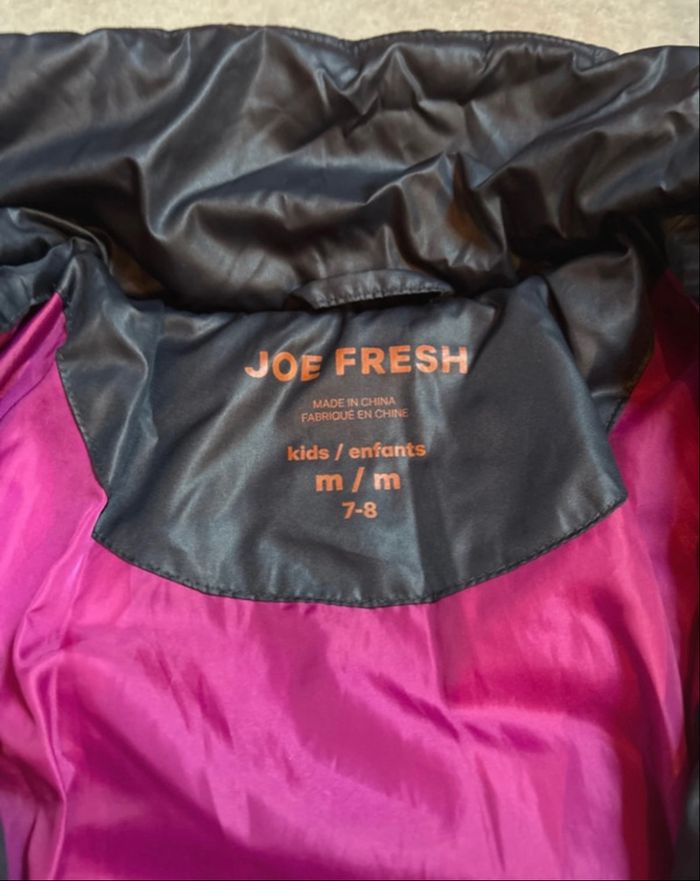 JOE FRESH
MADE IN CHINA
FABRIQUÉ EN CHINE
kids / enfants
m / m
7-8